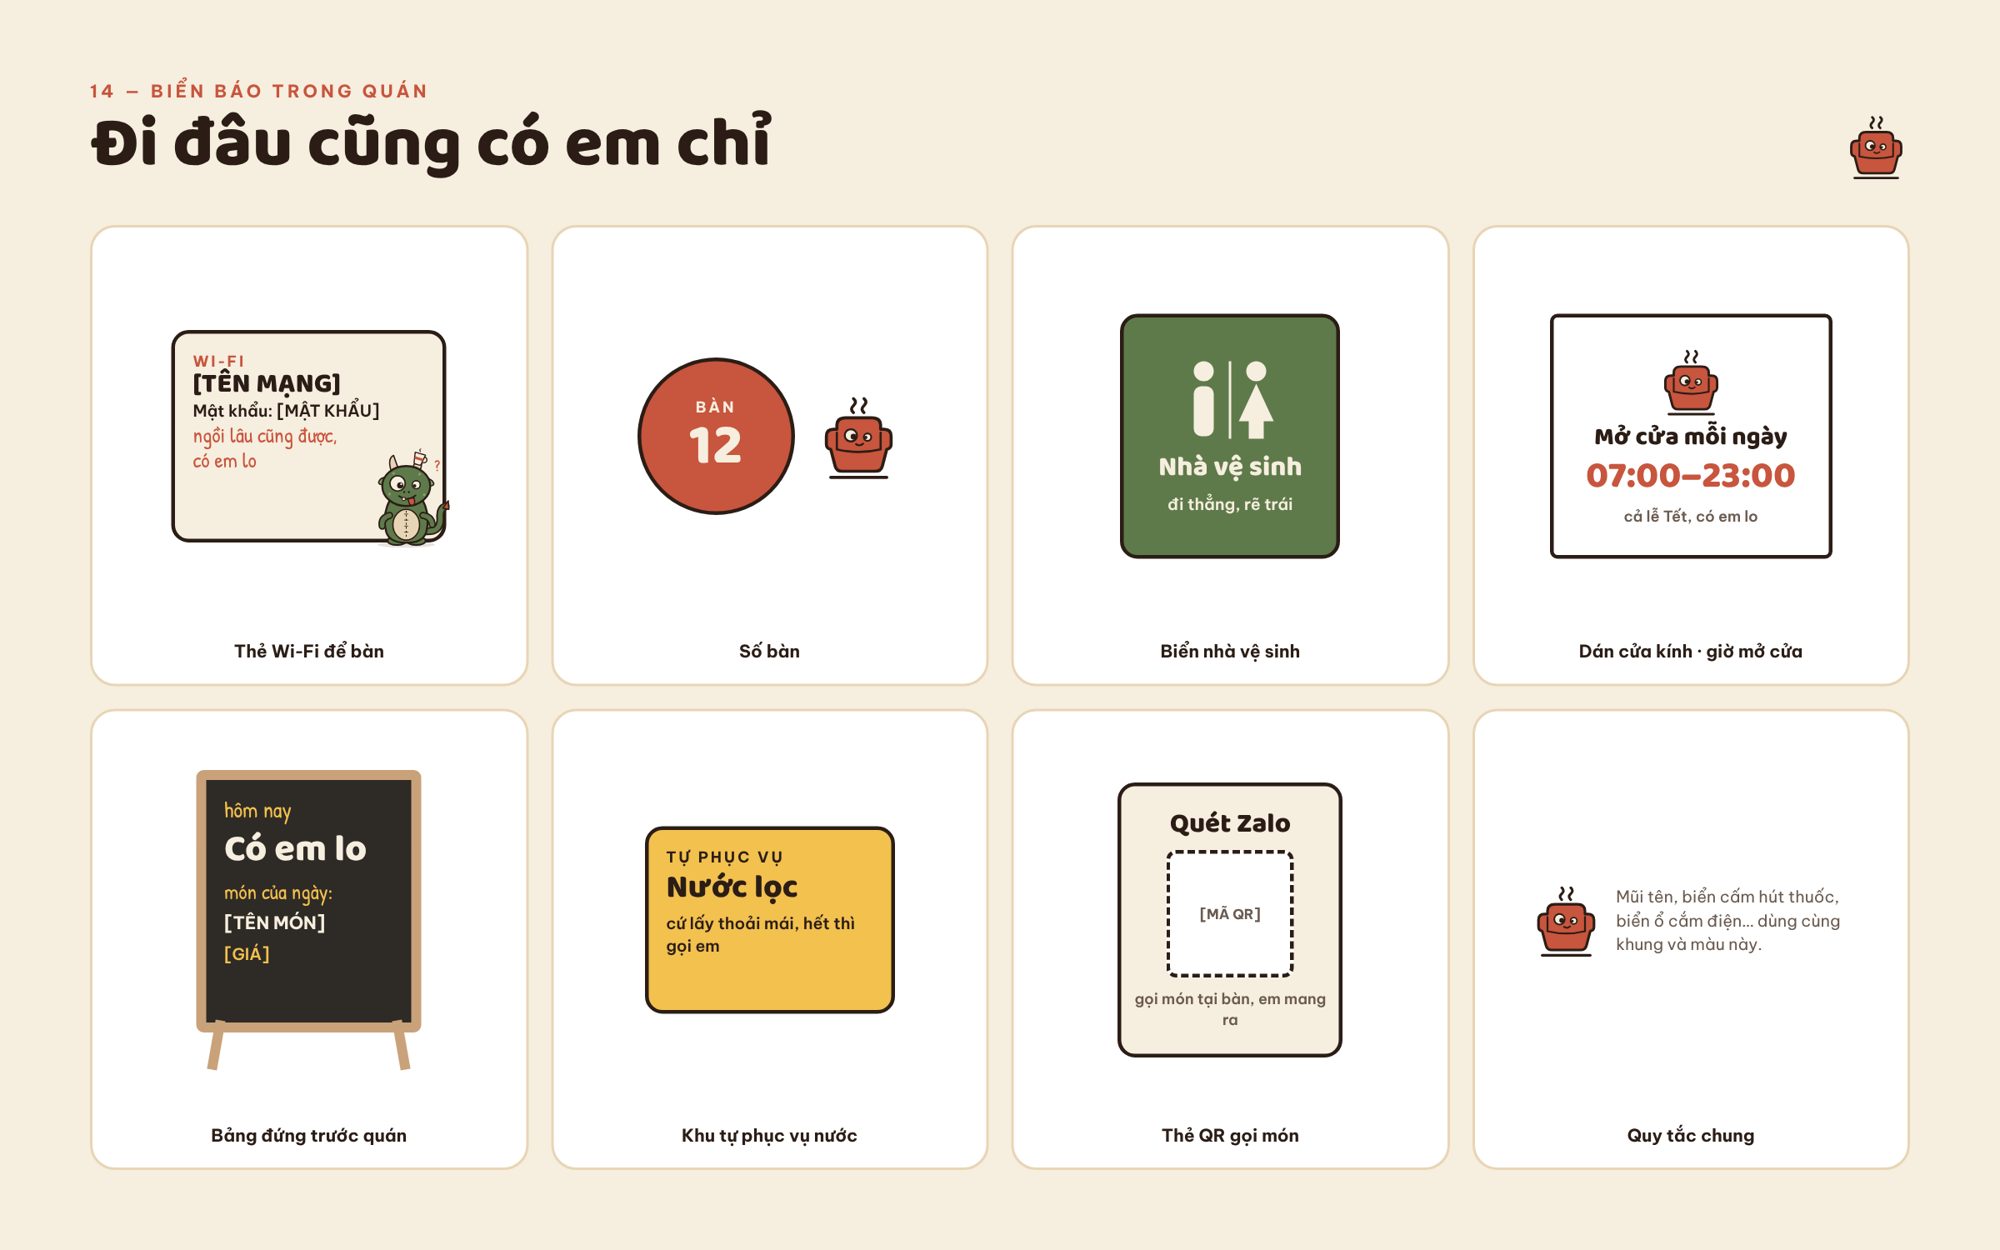 14 – BIỂN BÁO TRONG QUÁN
Đi đâu cũng có em chỉ
WI-FI
[TÊN MẠNG]
Mật khẩu: [MẬT KHẨU]
ngồi lâu cũng được,
có em lo
?
Thẻ Wi-Fi để bàn
BÀN
12
Số bàn
Nhà vệ sinh
đi thẳng, rẽ trái
Biển nhà vệ sinh
Mở cửa mỗi ngày
07:00–23:00
cả lễ Tết, có em lo
Dán cửa kính · giờ mở cửa
hôm nay
Có em lo
món của ngày:
[TÊN MÓN]
[GIÁ]
Bảng đứng trước quán
TỰ PHỤC VỤ
Nước lọc
cứ lấy thoải mái, hết thì
gọi em
Khu tự phục vụ nước
Quét Zalo
[MÃ QR]
gọi món tại bàn, em mang
ra
Thẻ QR gọi món
Mũi tên, biển cấm hút thuốc,
biển ổ cắm điện... dùng cùng
khung và màu này.
Quy tắc chung